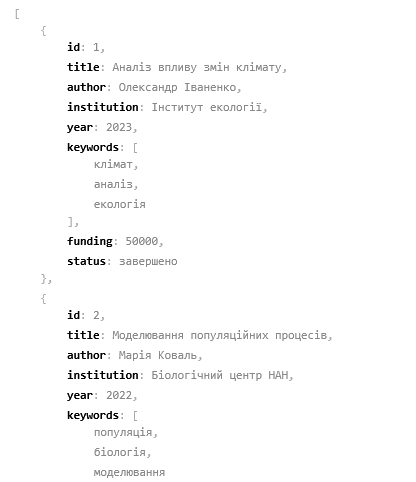 [
{
id: 1,
title: Аналіз впливу змін клімату,
author: Олександр Іваненко,
institution: Інститут екології,
year: 2023,
keywords: [
клімат,
аналіз,
екологія
],
funding: 50000,
status: завершено
},
{
id: 2,
title: Моделювання популяційних процесів,
author: Марія Коваль,
institution: Біологічний центр НАН,
year: 2022,
keywords: [
популяція,
біологія,
моделювання